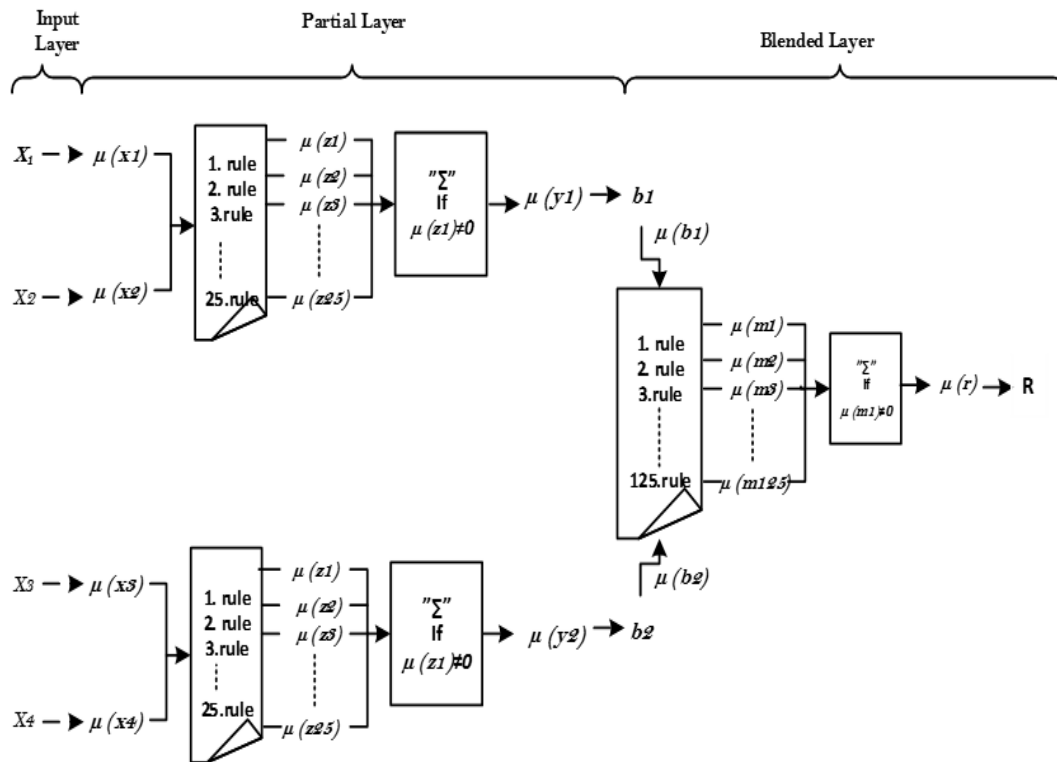 Input
Layer
Partial Layer
Blended Layer
X₁
μ (x1)
X2
μ (x2)
1. rule
2. rule
3.rule
25.rule
μ (z1)
μ (z2)
μ (z3)
μ (z25)
"Σ"
If
μ (z1)≠0
μ (y1)
b1
μ (b1)
1. rule
2. rule
3.rule
125.rule
μ (m1)
μ (m2)
μ (m3)
μ (m125)
"Σ"
If
μ (m1)≠0
μ (r)
R
X3
μ (x3)
X4
μ (x4)
1. rule
2. rule
3.rule
25.rule
μ (z1)
μ (z2)
μ (z3)
μ (z25)
"Σ"
If
μ (z1)≠0
μ (y2)
b2
μ (b2)